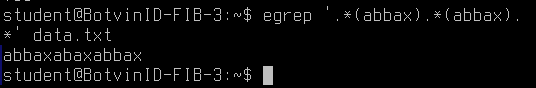 student@BotvinID-FIB-3:~$ egrep '.*(abbax).*(abbax).
*' data.txt
abbaxabaxabbax
student@BotvinID-FIB-3:~$